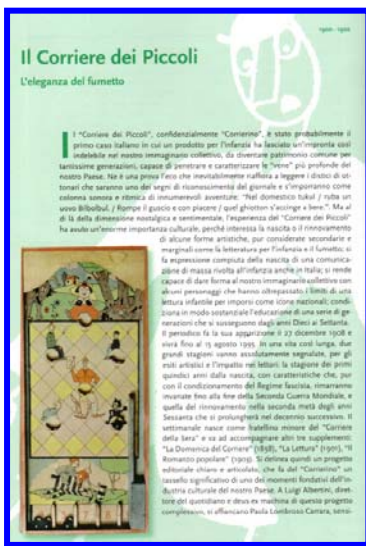 1900 - 1920
Il Corriere dei Piccoli
L'eleganza del fumetto
Il "Corriere dei Piccoli", confidenzialmente "Corrierino", è stato probabilmente il
primo caso italiano in cui un prodotto per l'infanzia ha lasciato un'impronta così
indelebile nel nostro immaginario collettivo, da diventare patrimonio comune per
tantissime generazioni, capace di penetrare e caratterizzare le "vene" più profonde del
nostro Paese. Ne è una prova l'eco che inevitabilmente riaffiora a leggere i distici di ot-
tonari che saranno uno dei segni di riconoscimento del giornale e s'imporranno come
colonna sonora e ritmica di innumerevoli avventure: "Nel domestico tukul / ruba un
uovo Bilbolbul. / Rompe il guscio e con piacere / quel ghiotton s'accinge a bere.". Ma al
di là della dimensione nostalgica e sentimentale, l'esperienza del "Corriere dei Piccoli"
ha avuto un'enorme importanza culturale, perché interessa la nascita o il rinnovamento
di alcune forme artistiche, pur considerate secondarie e
marginali come la letteratura per l'infanzia e il fumetto; si
fa espressione compiuta della nascita di una comunica-
zione di massa rivolta all'infanzia anche in Italia; si rende
capace di dare forma al nostro immaginario collettivo con
alcuni personaggi che hanno oltrepassato i limiti di una
lettura infantile per imporsi come icone nazionali; condi-
ziona in modo sostanziale l'educazione di una serie di ge-
nerazioni che si susseguono dagli anni Dieci ai Settanta.
Il periodico fa la sua apparizione il 27 dicembre 1908 e
vivrà fino al 15 agosto 1995. In una vita così lunga, due
grandi stagioni vanno assolutamente segnalate, per gli
esiti artistici e l'impatto nei lettori: la stagione dei primi
quindici anni dalla nascita, con caratteristiche che, pur
con il condizionamento del Regime fascista, rimarranno
invariate fino alla fine della Seconda Guerra Mondiale, e
quella del rinnovamento nella seconda metà degli anni
Sessanta che si prolungherà nel decennio successivo. Il
settimanale nasce come fratellino minore del "Corriere
della Sera" e va ad accompagnare altri tre supplementi:
"La Domenica del Corriere" (1898), "La Lettura" (1901), "Il
Romanzo popolare" (1903). Si delinea quindi un progetto
editoriale chiaro e articolato, che fa del "Corrierino" un
tassello significativo di uno dei momenti fondativi dell'in-
dustria culturale del nostro Paese. A Luigi Albertini, diret-
tore del quotidiano e deus ex machina di questo progetto
complessivo, si affiancano Paola Lombroso Carrara, sensi-